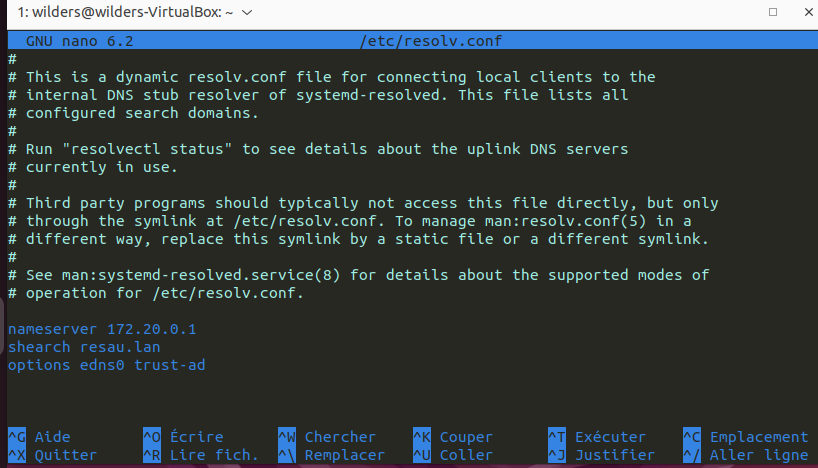 1: wilders@wilders-VirtualBox: ~
GNU nano 6.2 /etc/resolv.conf
#
# This is a dynamic resolv.conf file for connecting local clients to the
# internal DNS stub resolver of systemd-resolved. This file lists all
# configured search domains.
#
# Run "resolvectl status" to see details about the uplink DNS servers
# currently in use.
#
# Third party programs should typically not access this file directly, but only
# through the symlink at /etc/resolv.conf. To manage man:resolv.conf(5) in a
# different way, replace this symlink by a static file or a different symlink.
#
# See man:systemd-resolved.service(8) for details about the supported modes of
# operation for /etc/resolv.conf.
nameserver 172.20.0.1
shearch resau.lan
options edns0 trust-ad
^G Aide ^O Écrire ^W Chercher ^K Couper ^T Exécuter ^C Emplacement
^X Quitter ^R Lire fich. ^\ Remplacer ^U Coller ^J Justifier ^/ Aller ligne